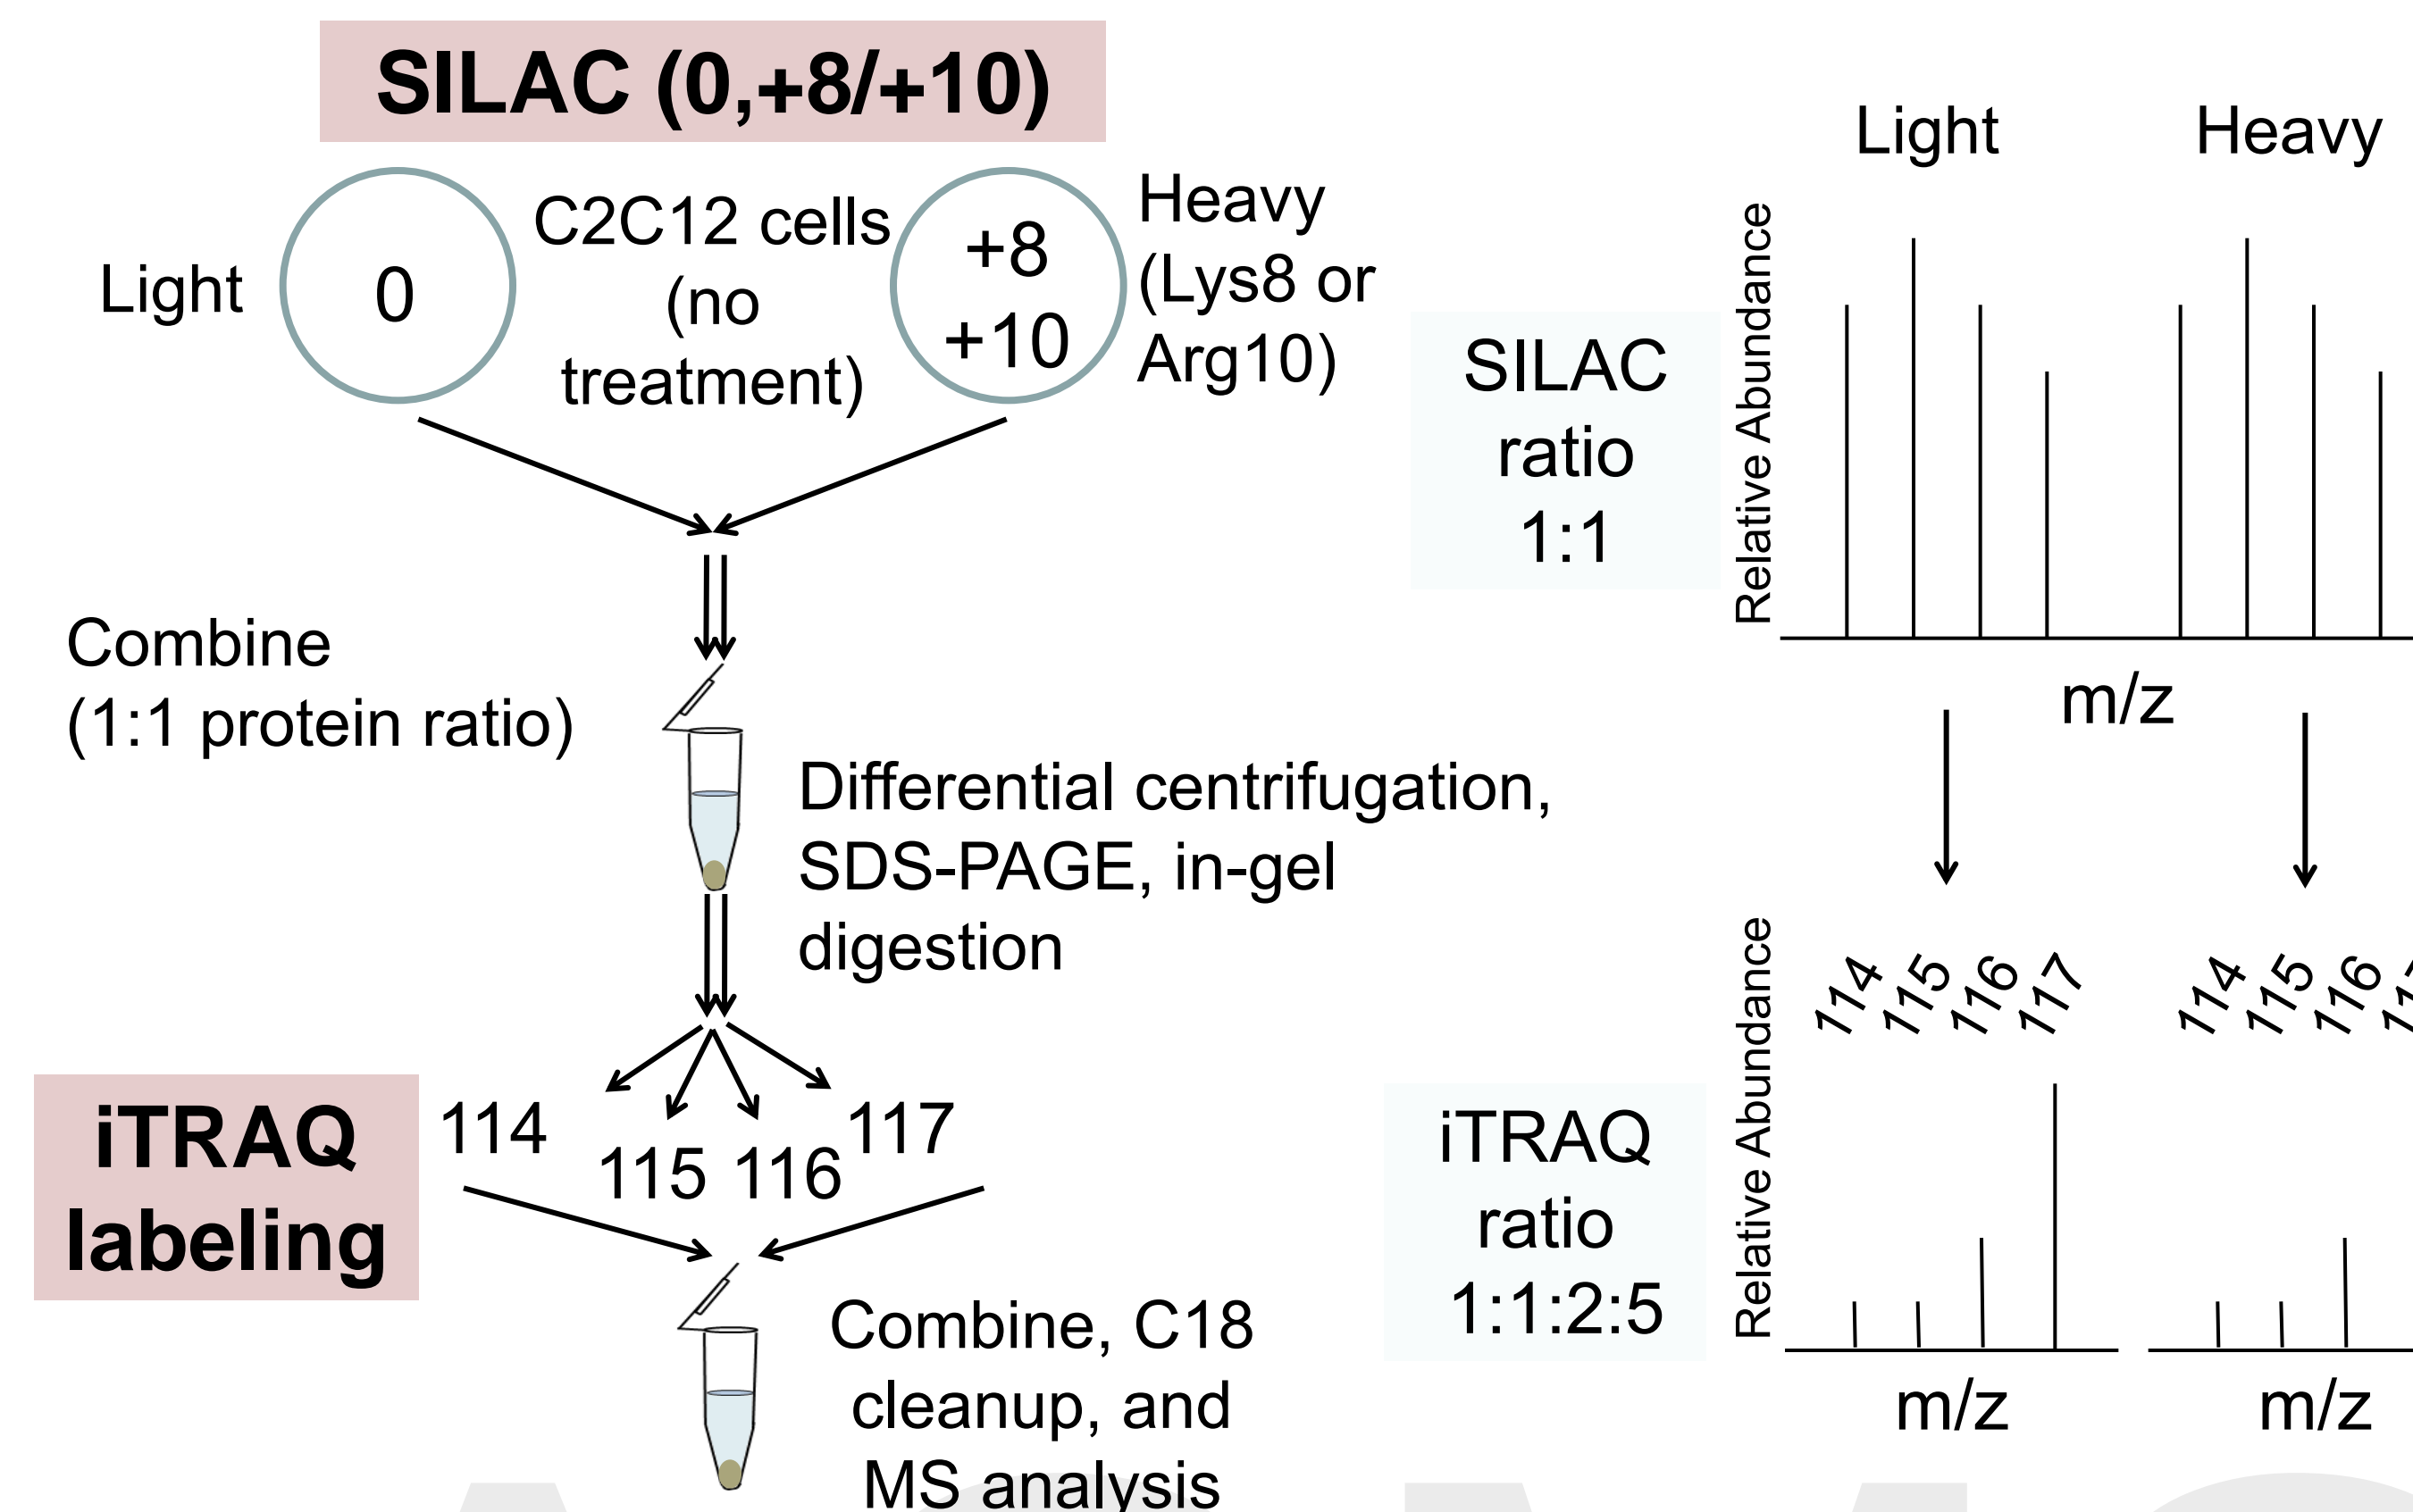 SILAC (0,+8/+10)
Light
0
C2C12 cells
(no
treatment)
+8
+10
Heavy
(Lys8 or
Arg10)
Combine
(1:1 protein ratio)
Differential centrifugation,
SDS-PAGE, in-gel
digestion
iTRAQ
labeling
114
115
116
117
Combine, C18
cleanup, and
MS analysis
SILAC
ratio
1:1
Light
Heavy
Relative Abundance
m/z
iTRAQ
ratio
1:1:2:5
Relative Abundance
114
115
116
117
m/z
114
115
116
m/z